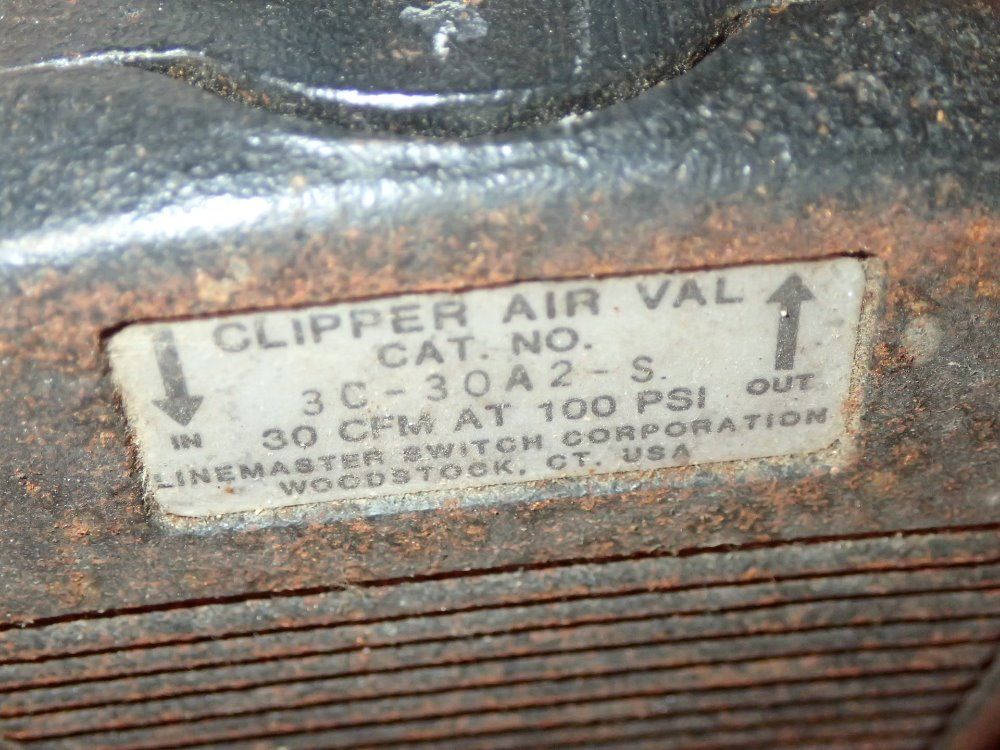 CLIPPER AIR VAL
CAT. NO.
3C-30A2-S.
30 CFM AT 100 PSI
IN
OUT
LINEMASTER SWITCH CORPORATION
WOODSTOCK, CT. USA